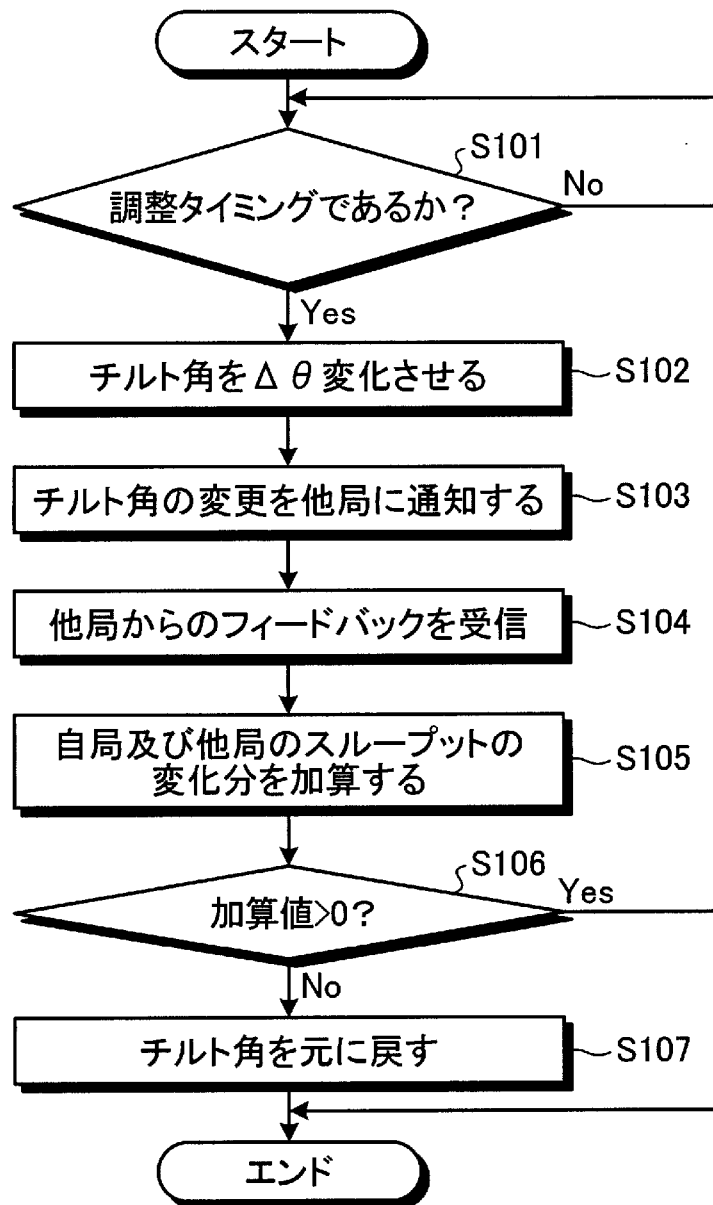 スタート
S101
調整タイミングであるか？
No
Yes
チルト角をΔθ変化させる
S102
チルト角の変更を他局に通知する
S103
他局からのフィードバックを受信
S104
自局及び他局のスループットの
変化分を加算する
S105
S106
加算値>0？
Yes
No
チルト角を元に戻す
S107
エンド